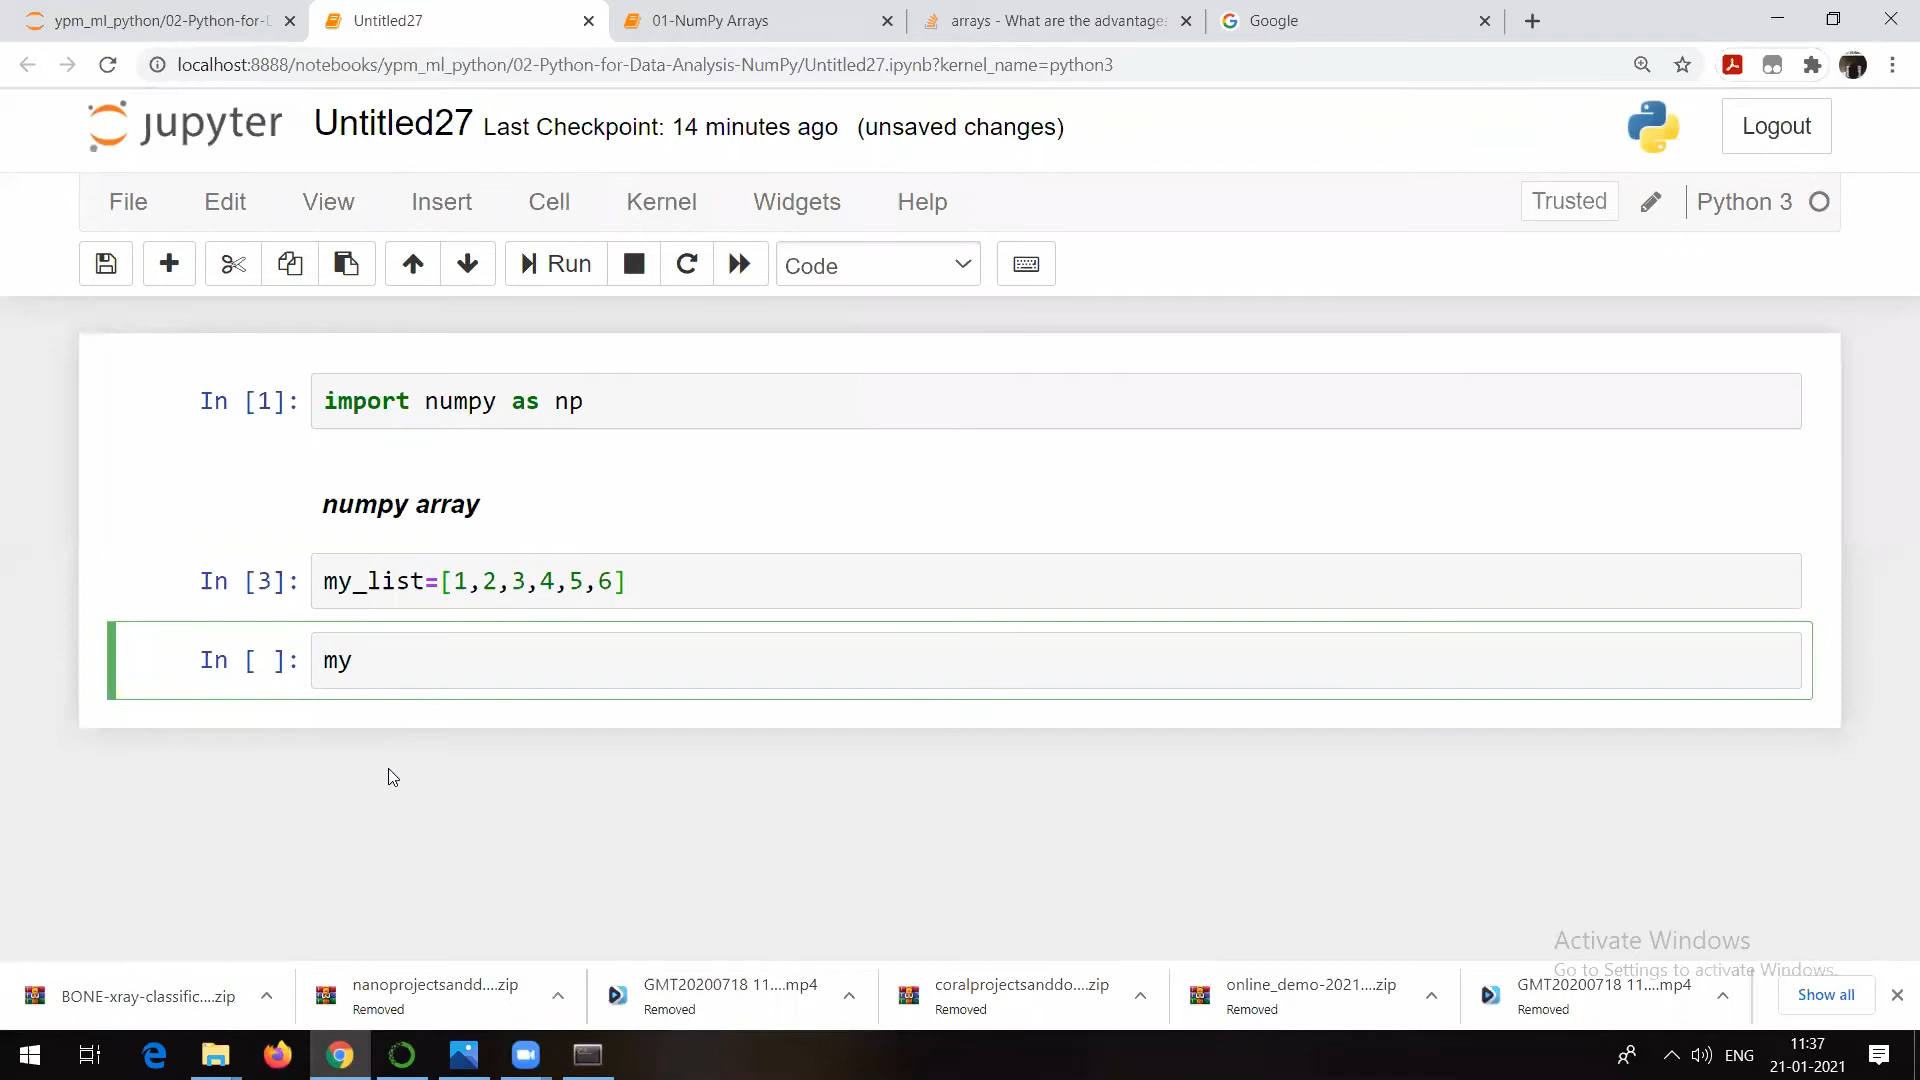 ypm_ml_python/02-Python-for-D
Untitled27
01-NumPy Arrays
arrays - What are the advantage
Google
localhost:8888/notebooks/ypm_ml_python/02-Python-for-Data-Analysis-NumPy/Untitled27.ipynb?kernel_name=python3
jupyter Untitled27 Last Checkpoint: 14 minutes ago (unsaved changes)
Logout
File Edit View Insert Cell Kernel Widgets Help
Trusted Python 3
Run Code
In [1]: import numpy as np
numpy array
In [3]: my_list=[1,2,3,4,5,6]
In [ ]: my
Activate Windows
Go to Settings to activate Windows.
BONE-xray-classific....zip
nanoprojectsandd....zip
Removed
GMT20200718 11....mp4
Removed
coralprojectsanddo....zip
Removed
online_demo-2021....zip
Removed
GMT20200718 11....mp4
Removed
Show all
ENG
11:37
21-01-2021